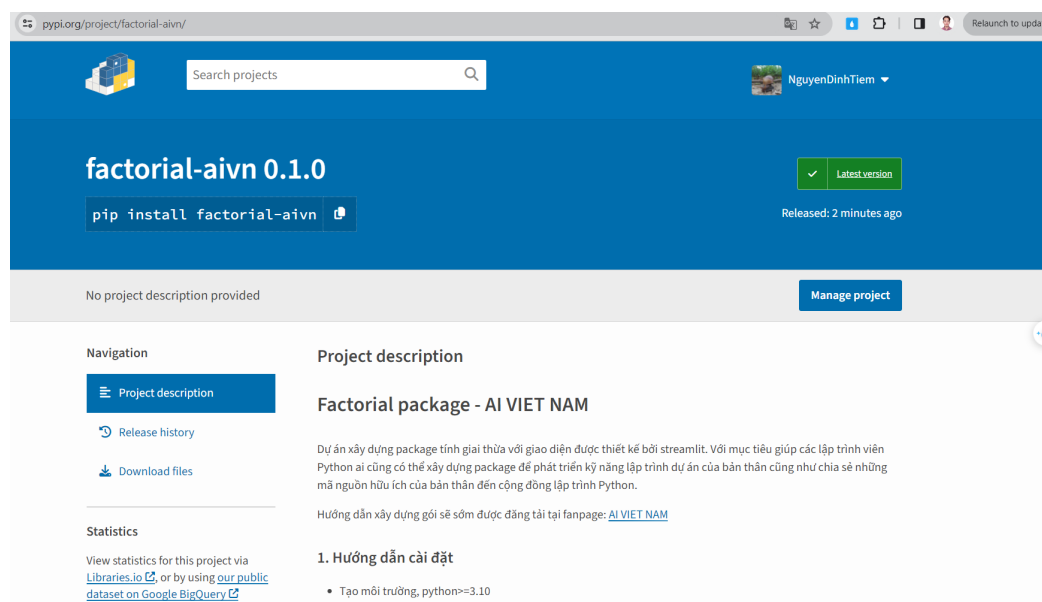 pypi.org/project/factorial-aivn/
Relaunch to upda
Search projects
NguyenDinhTiem
factorial-aivn 0.1.0
Latest version
pip install factorial-aivn
Released: 2 minutes ago
No project description provided
Manage project
Navigation
Project description
Release history
Download files
Statistics
View statistics for this project via
Libraries.io, or by using our public
dataset on Google BigQuery
Project description
Factorial package - AI VIET NAM
Dự án xây dựng package tính giai thừa với giao diện được thiết kế bởi streamlit. Với mục tiêu giúp các lập trình viên
Python ai cũng có thể xây dựng package để phát triển kỹ năng lập trình dự án của bản thân cũng như chia sẻ những
mã nguồn hữu ích của bản thân đến cộng đồng lập trình Python.
Hướng dẫn xây dựng gói sẽ sớm được đăng tải tại fanpage: AI VIET NAM
1. Hướng dẫn cài đặt
• Tạo môi trường, python>=3.10